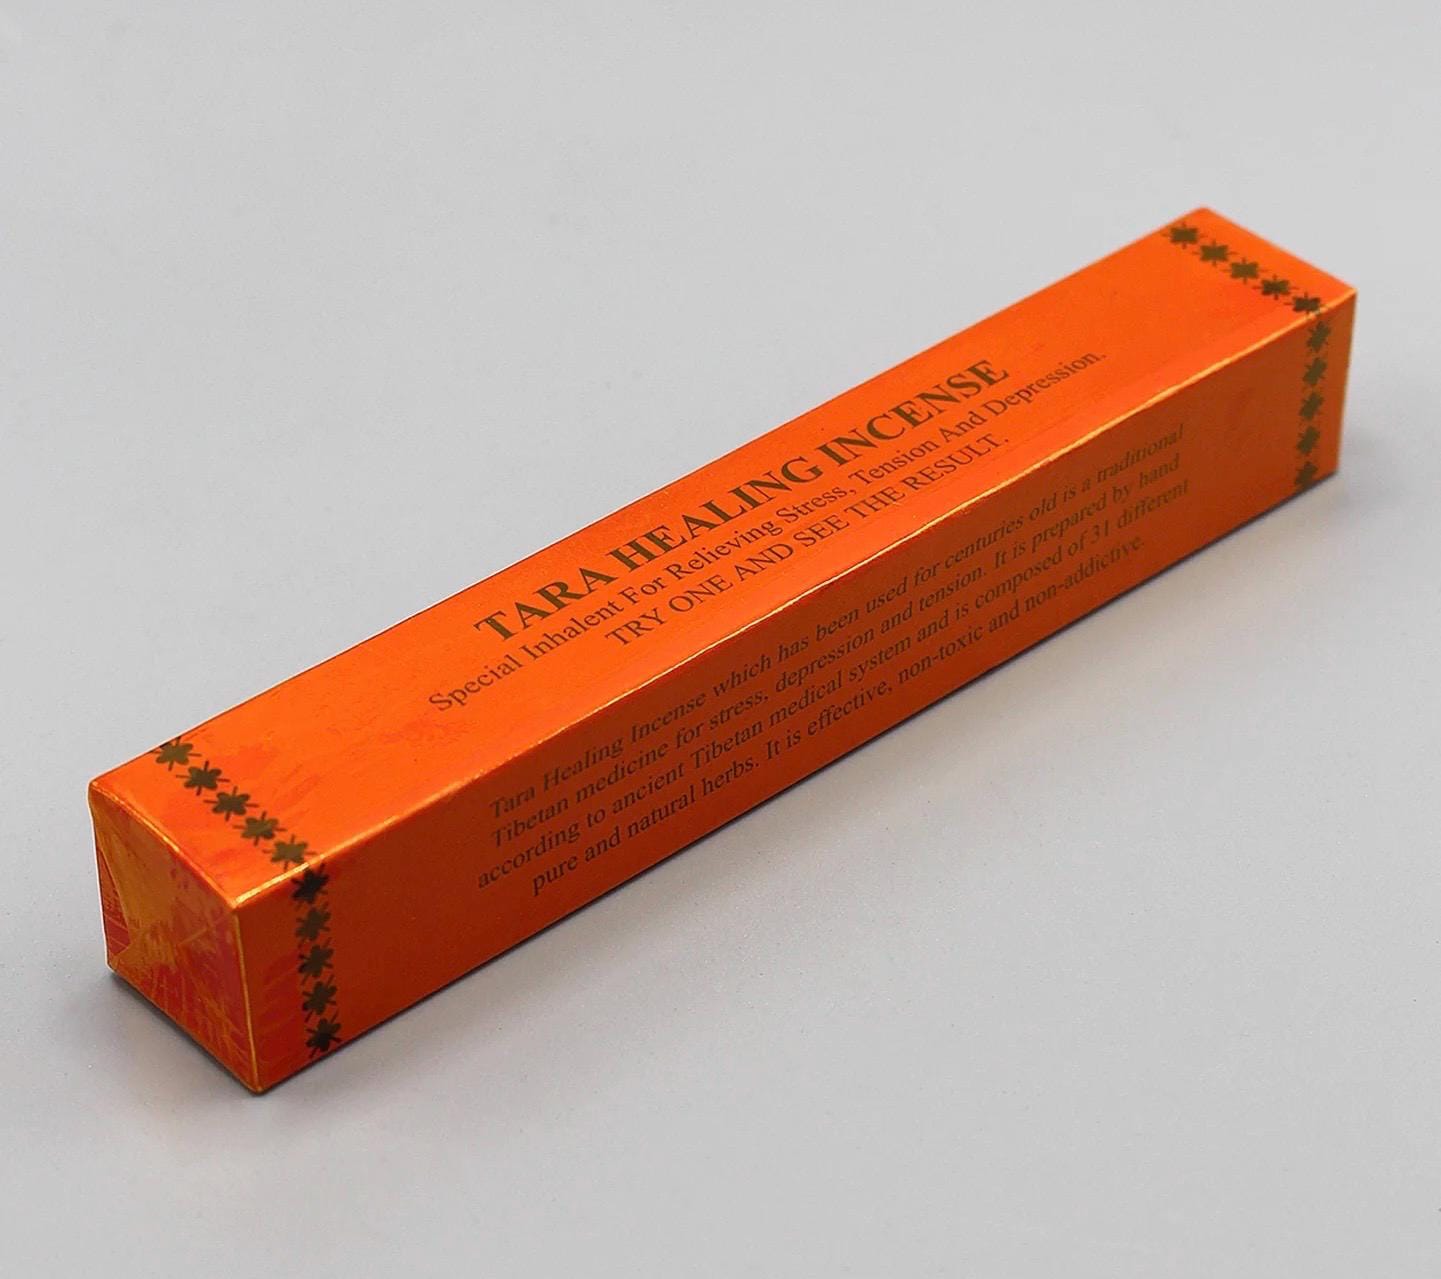 TARA HEALING INCENSE
Special Inhalent For Relieving Stress, Tension And Depression.
TRY ONE AND SEE THE RESULT.
Tara Healing Incense which has been used for centuries old is a traditional
Tibetan medicine for stress, depression and tension. It is prepared by hand
according to ancient Tibetan medical system and is composed of 31 different
pure and natural herbs. It is effective, non-toxic and non-addictive.